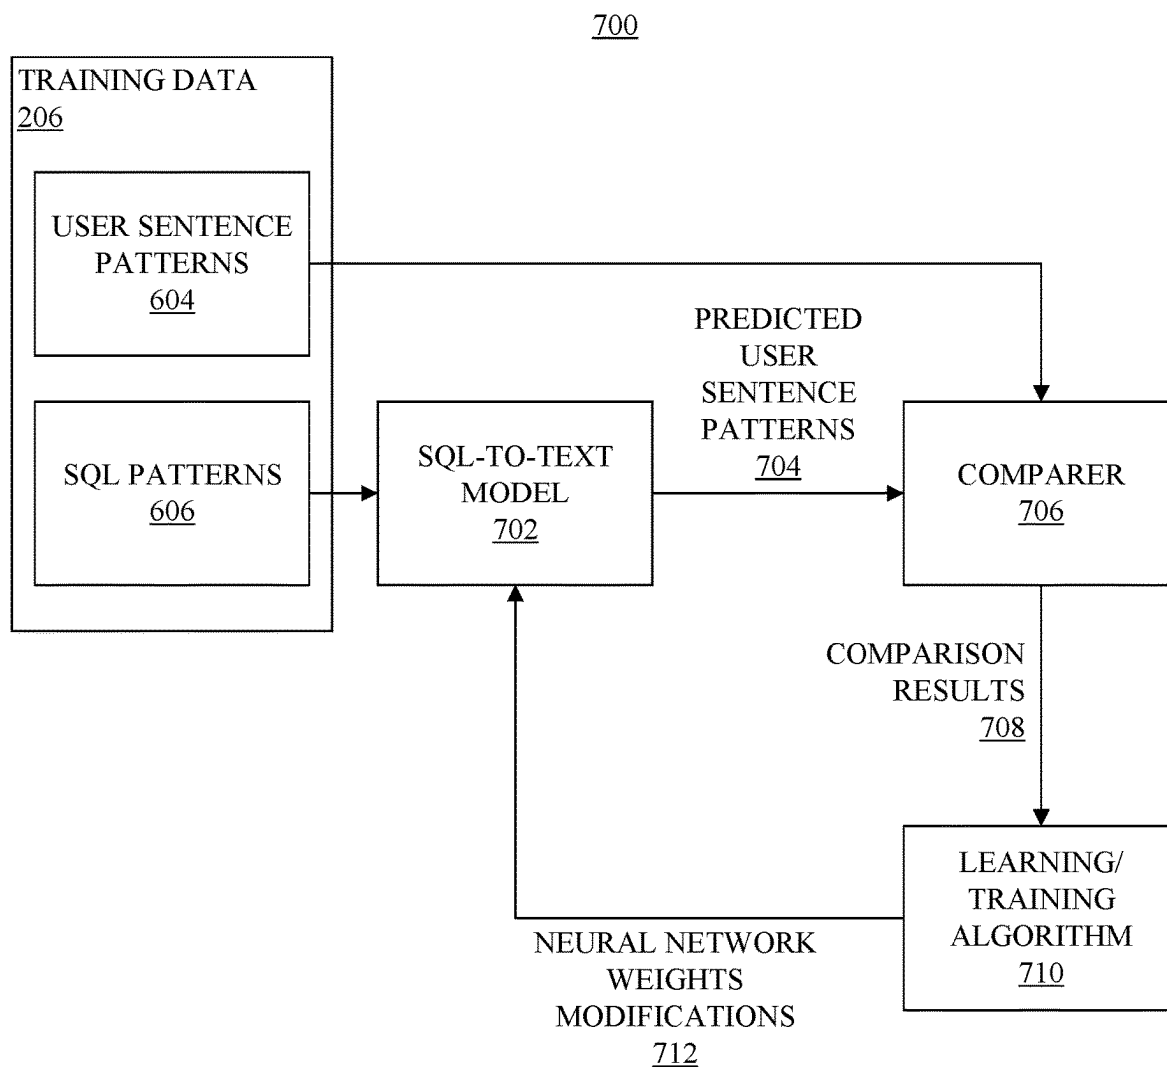 700
TRAINING DATA
206
USER SENTENCE
PATTERNS
604
SQL PATTERNS
606
SQL-TO-TEXT
MODEL
702
PREDICTED
USER
SENTENCE
PATTERNS
704
COMPARER
706
COMPARISON
RESULTS
708
LEARNING/
TRAINING
ALGORITHM
710
NEURAL NETWORK
WEIGHTS
MODIFICATIONS
712